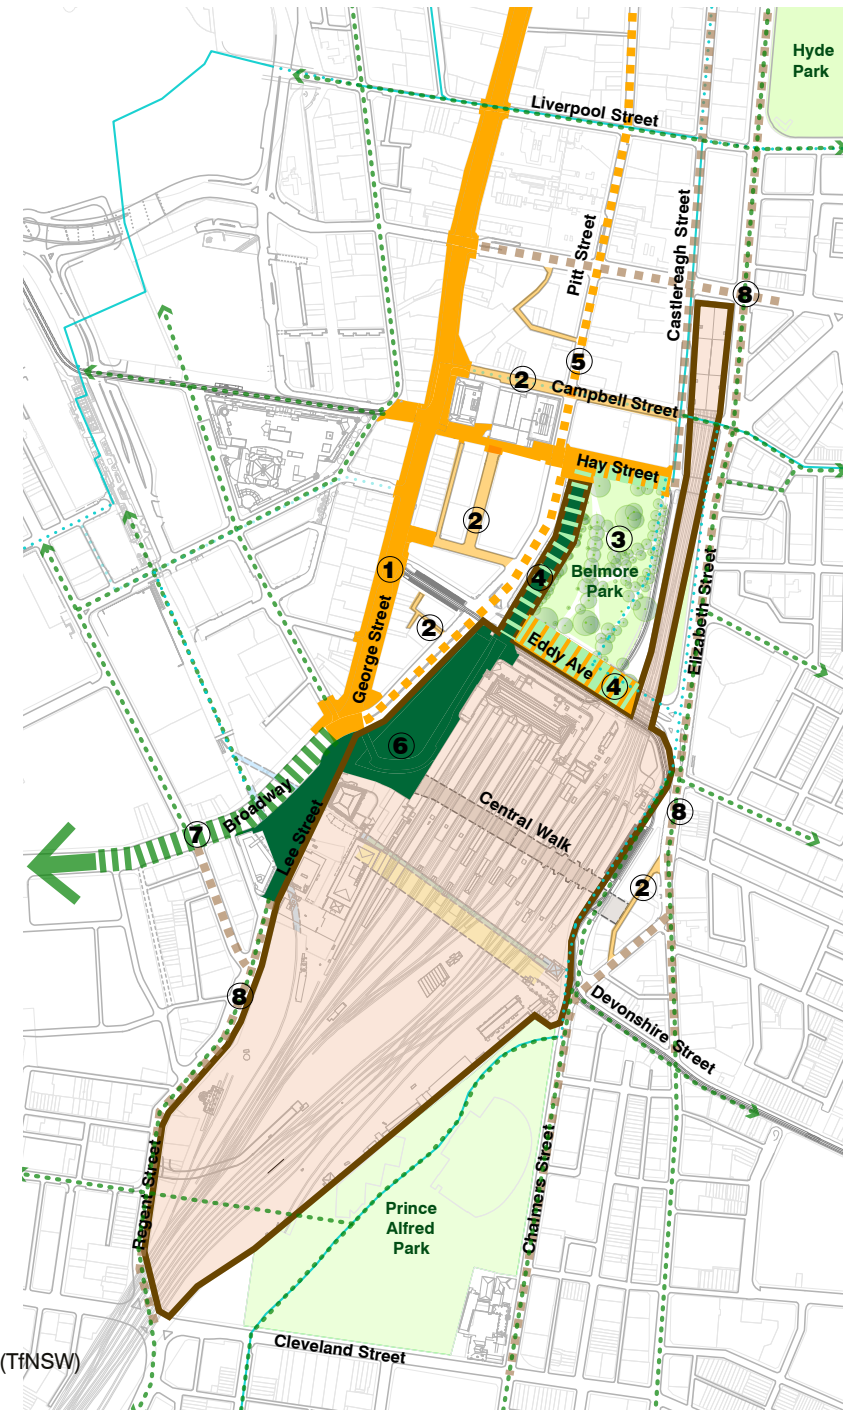 Hyde
Park
Liverpool Street
Castlereagh Street
Pitt Street
8
5
2
Campbell Street
Hay Street
2
3
1
4
Belmore
Park
Elizabeth Street
2
George Street
Eddy Ave
4
6
Broadway
7
Lee Street
Central Walk
8
2
8
Devonshire Street
Regent Street
Chalmers Street
Prince
Alfred
Park
Cleveland Street
(TfNSW)